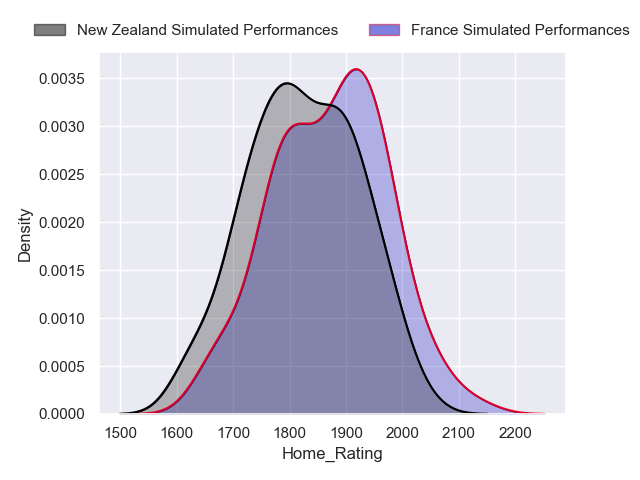 New Zealand Simulated Performances France Simulated Performances
0.0035
0.0030
0.0025
0.0020
0.0015
0.0010
0.0005
0.0000
Density
1500 1600 1700 1800 1900 2000 2100 2200
Home_Rating